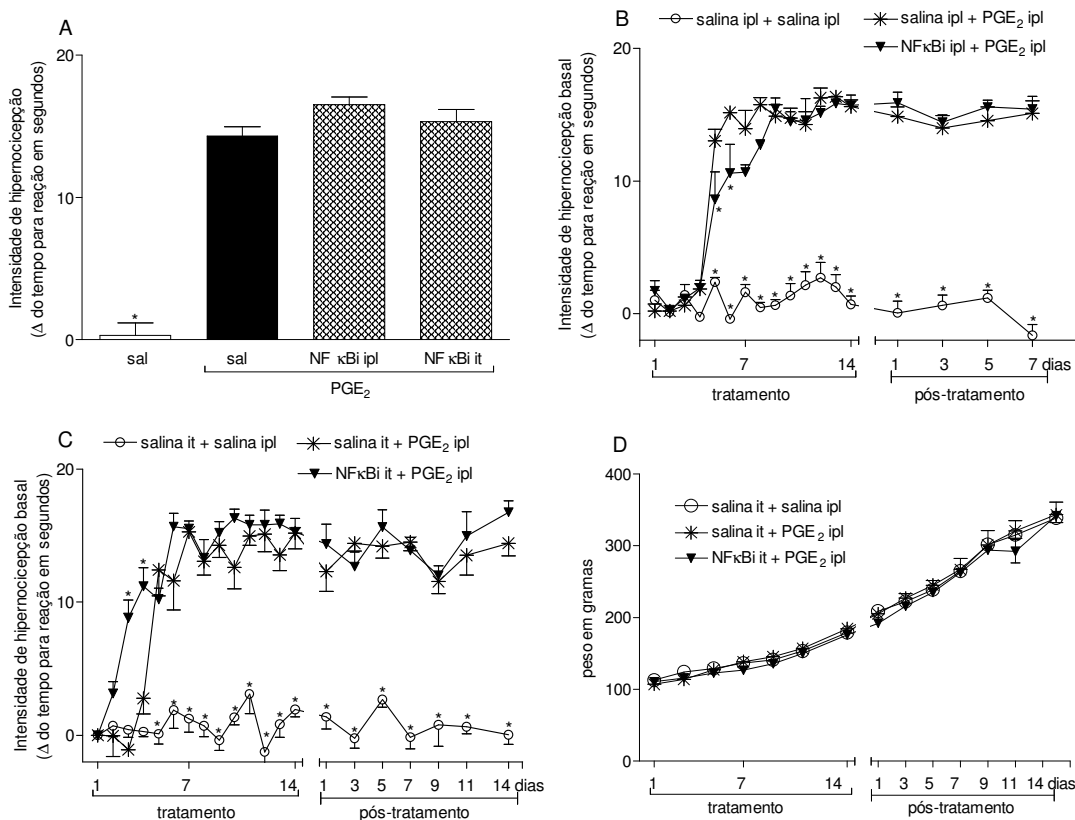 A
Intensidade de hipernocicepção
(Δ do tempo para reação em segundos)
20
10
0
*
sal
sal
NF κBi ipl
NF κBi it
PGE₂
B
salina ipl + salina ipl
salina ipl + PGE₂ ipl
NFκBi ipl + PGE₂ ipl
Intensidade de hipernocicepção basal
(Δ do tempo para reação em segundos)
20
10
0
* * * * * * * * * * * * * * * *
1 7 14 1 3 5 7 dias
tratamento
pós-tratamento
C
salina it + salina ipl
salina it + PGE₂ ipl
NFκBi it + PGE₂ ipl
Intensidade de hipernocicepção basal
(Δ do tempo para reação em segundos)
20
10
0
* * * * * * * * * * * * * * * * * * *
1 7 14 1 3 5 7 9 11 14 dias
tratamento
pós-tratamento
D
salina it + salina ipl
salina it + PGE₂ ipl
NFκBi it + PGE₂ ipl
peso em gramas
400
300
200
100
0
1 7 14 1 3 5 7 9 11 14 dias
tratamento
pós-tratamento